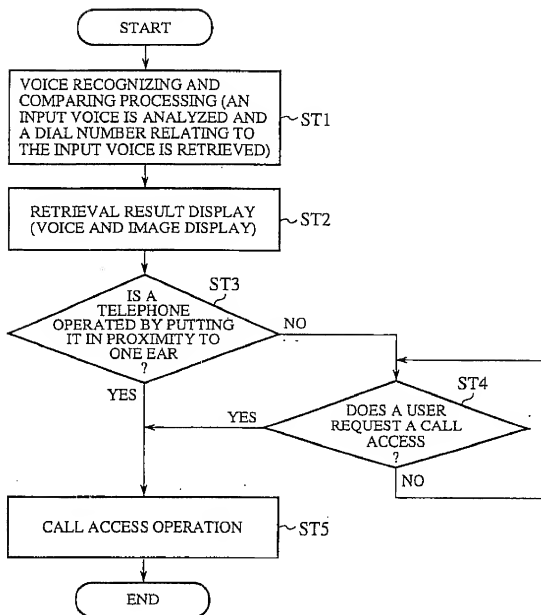 START
VOICE RECOGNIZING AND
COMPARING PROCESSING (AN
INPUT VOICE IS ANALYZED AND
A DIAL NUMBER RELATING TO
THE INPUT VOICE IS RETRIEVED)
ST1
RETRIEVAL RESULT DISPLAY
(VOICE AND IMAGE DISPLAY)
ST2
ST3
IS A
TELEPHONE
OPERATED BY PUTTING
IT IN PROXIMITY TO
ONE EAR
?
NO
YES
ST4
DOES A USER
REQUEST A CALL
ACCESS
?
YES
NO
CALL ACCESS OPERATION
ST5
END